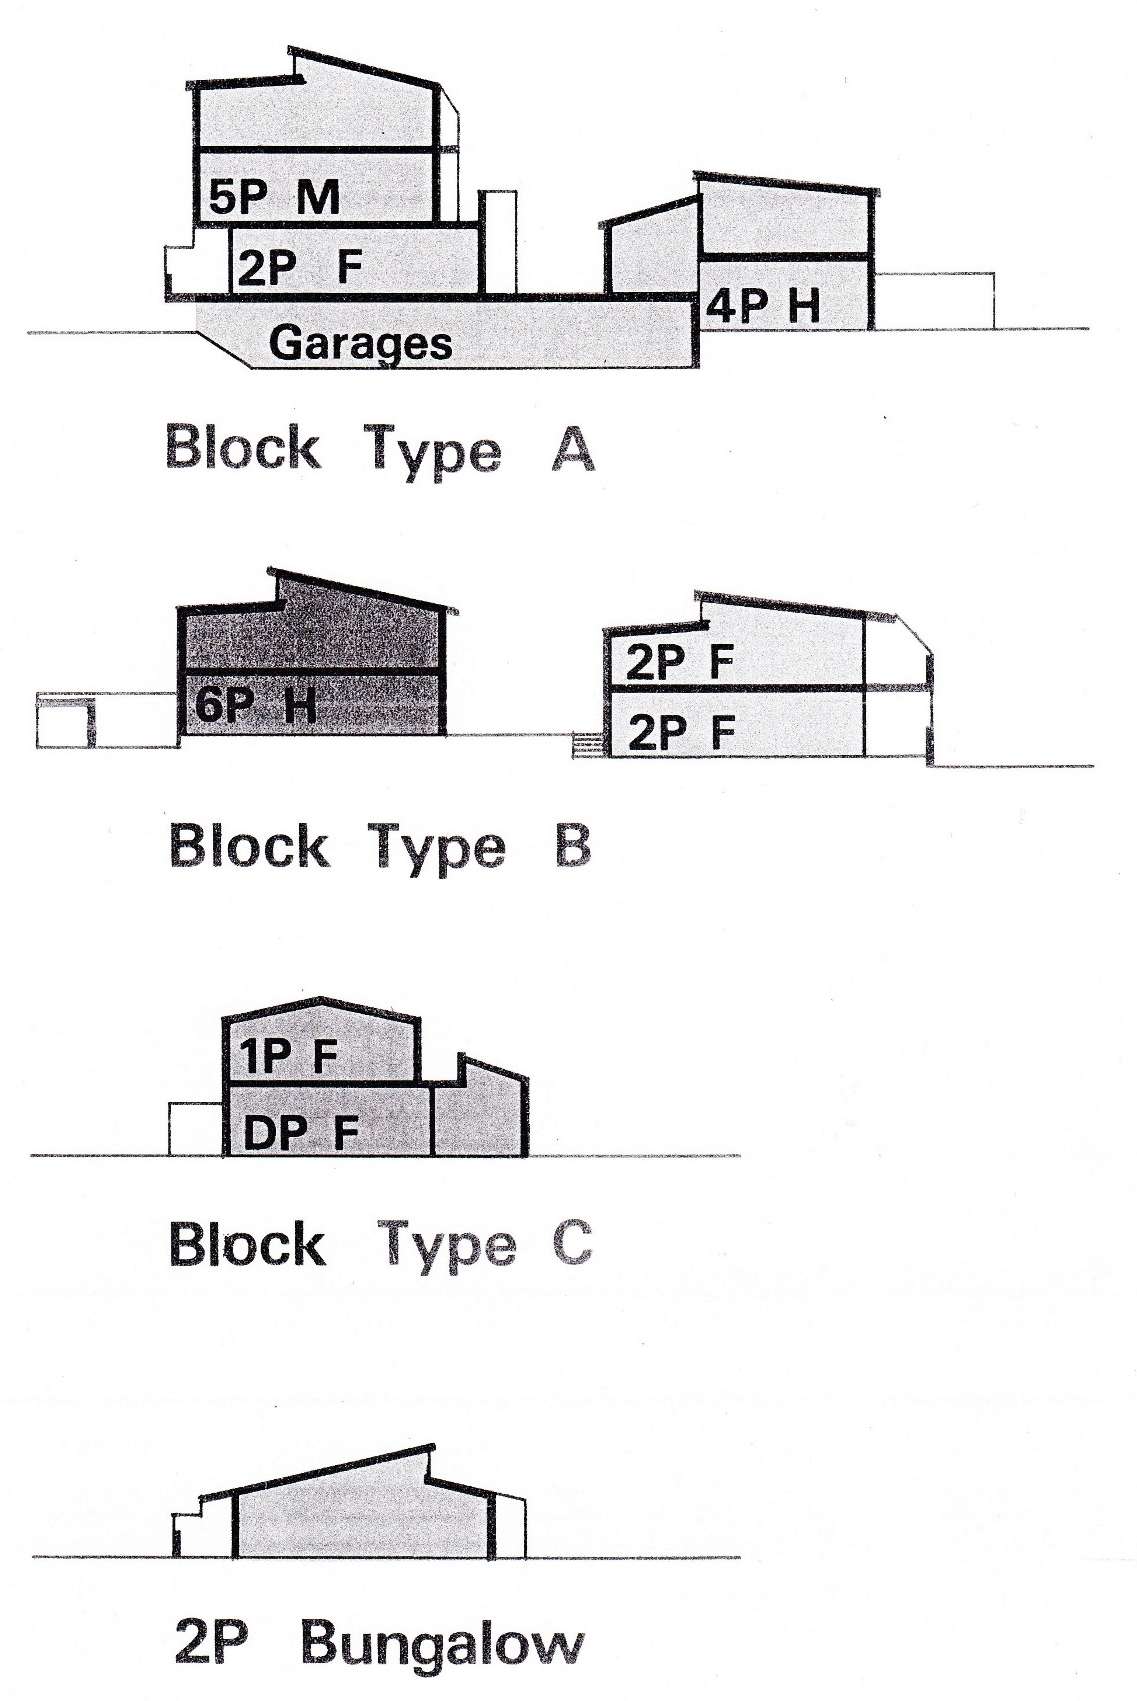 5P M
2P F
4P H
Garages
Block Type A
6P H
2P F
2P F
Block Type B
1P F
DP F
Block Type C
2P Bungalow